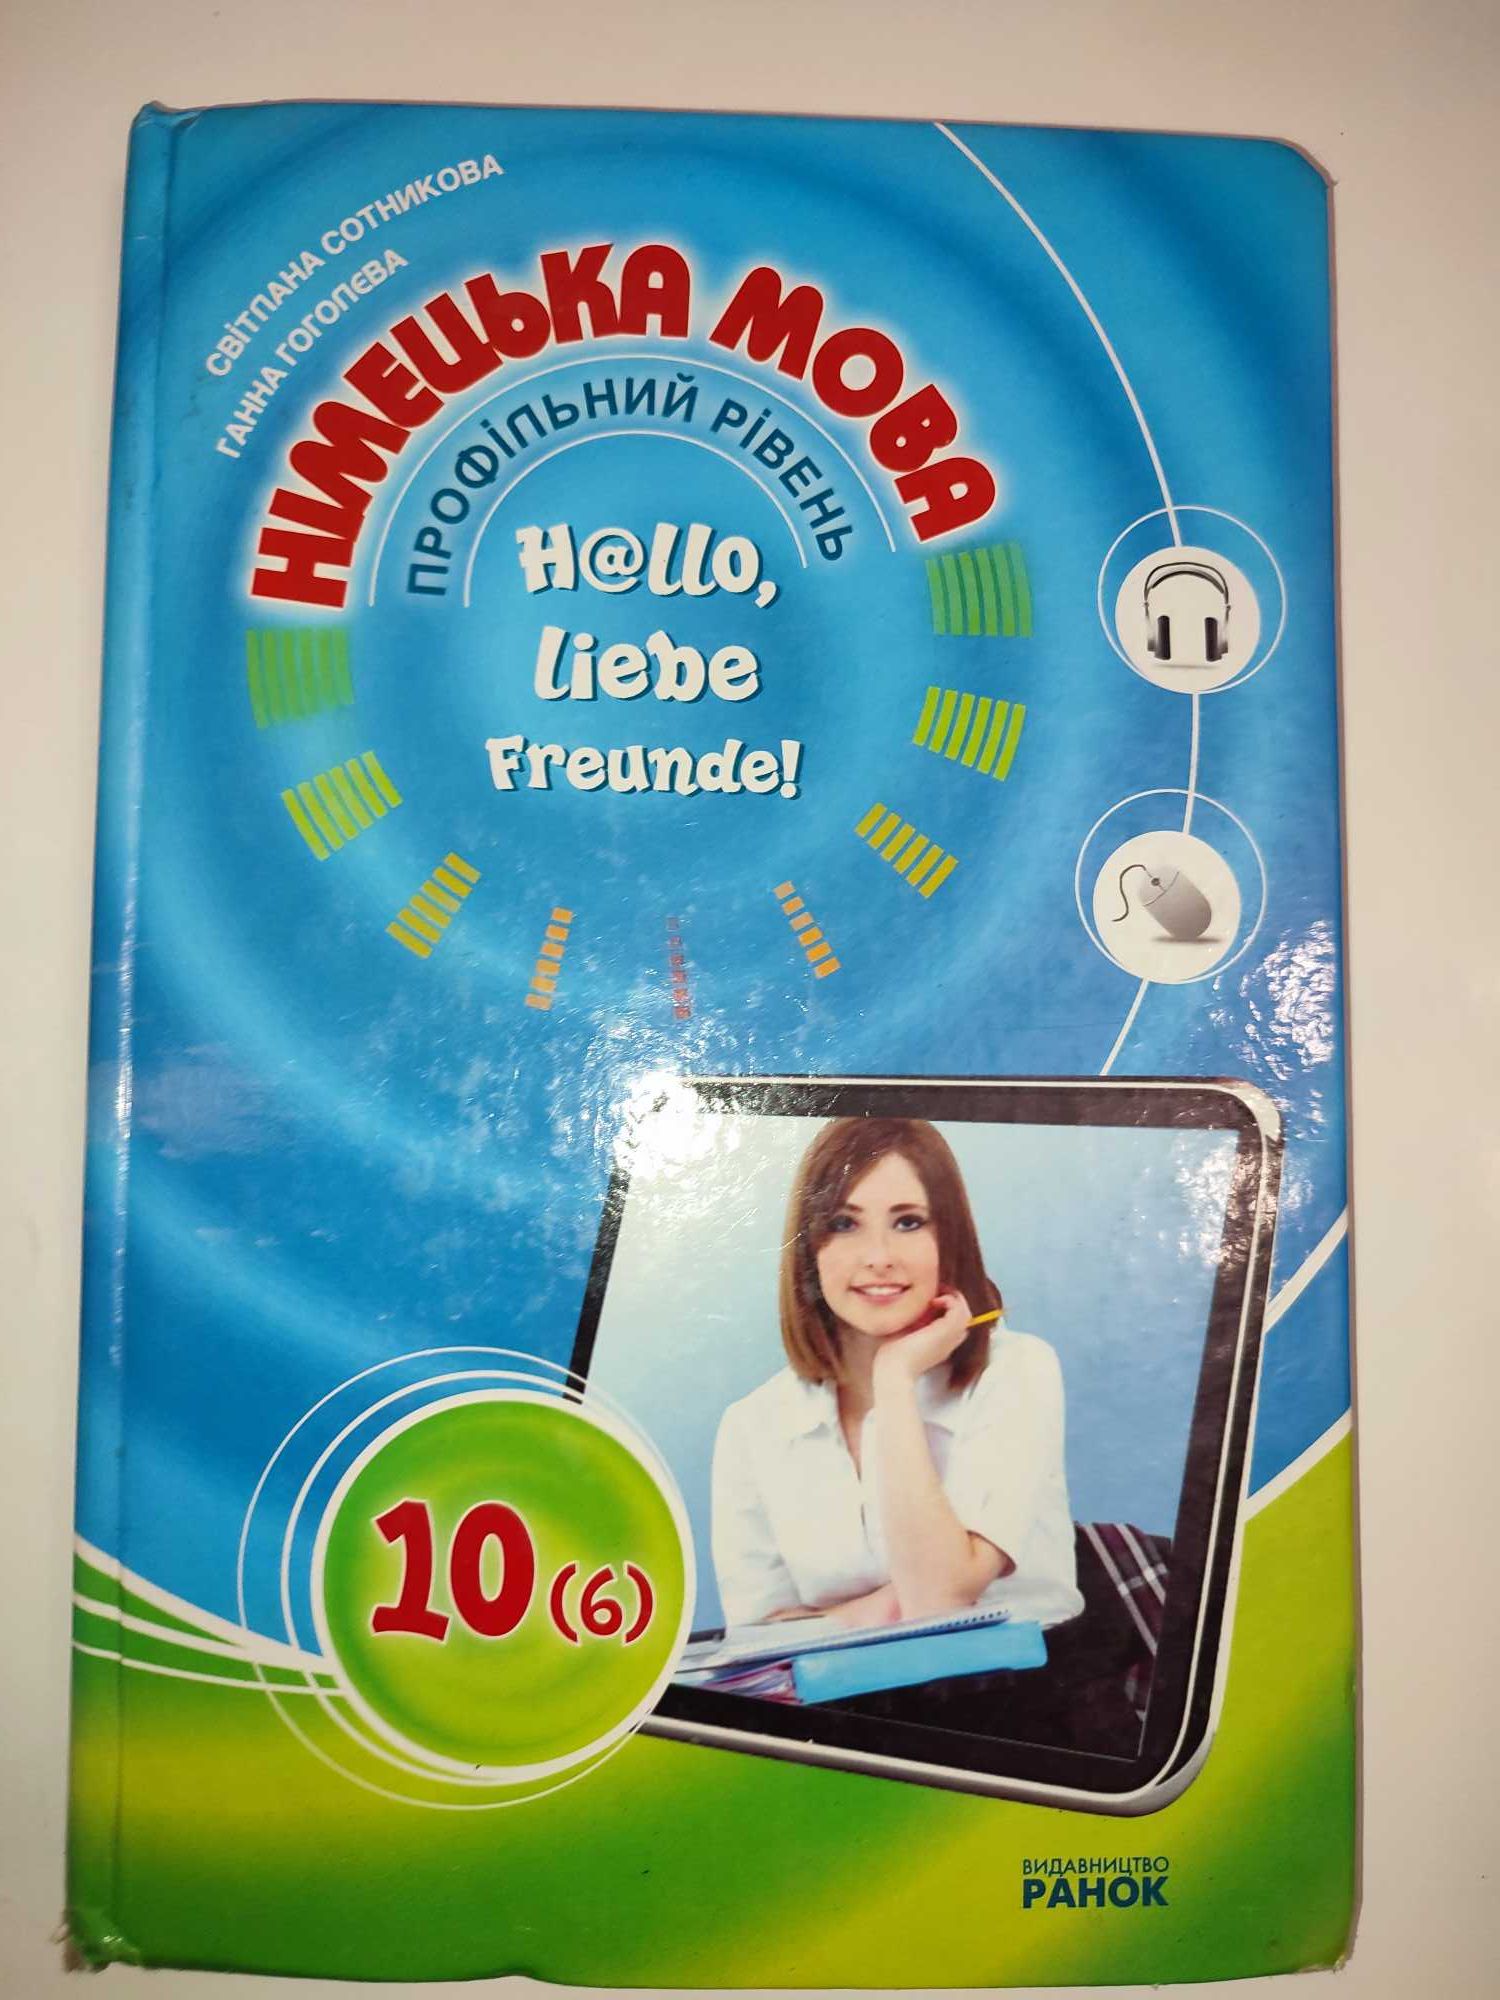 СВІТЛАНА СОТНИКОВА
ГАННА ГОГОЛЄВА
НІМЕЦЬКА МОВА
ПРОФІЛЬНИЙ РІВЕНЬ
H@llo,
liebe
Freunde!
10 (6)
ВИДАВНИЦТВО
РАНОК